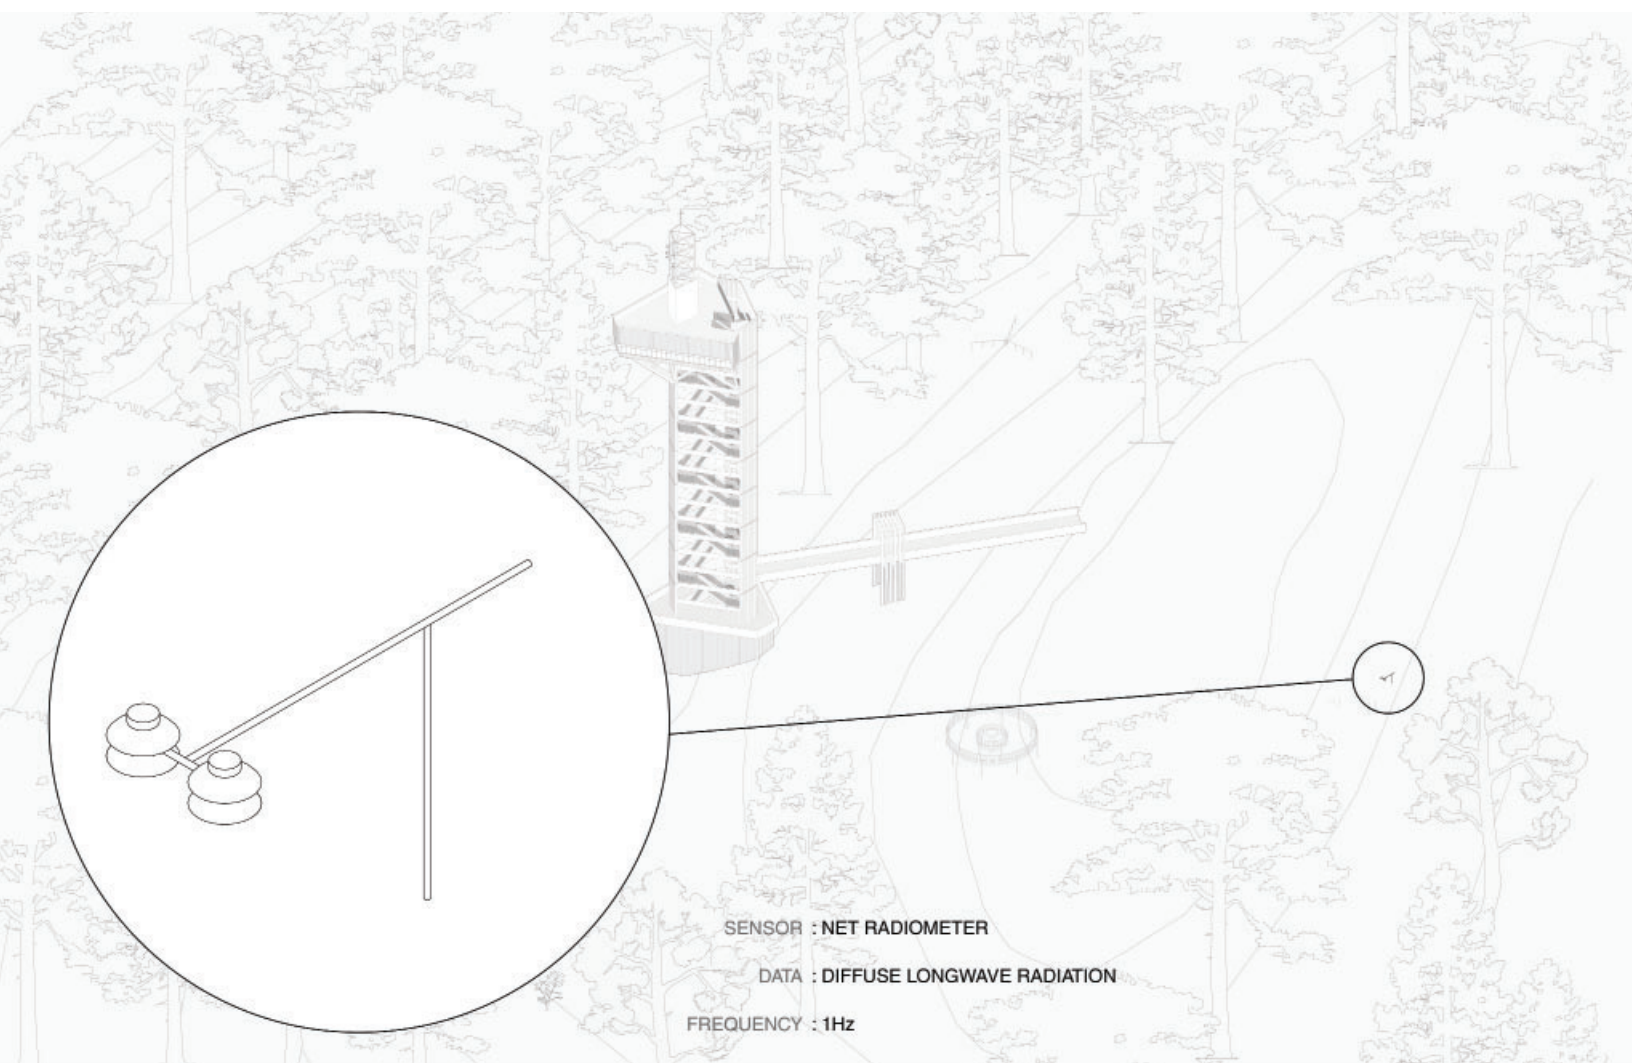 SENSOR : NET RADIOMETER
DATA : DIFFUSE LONGWAVE RADIATION
FREQUENCY : 1Hz